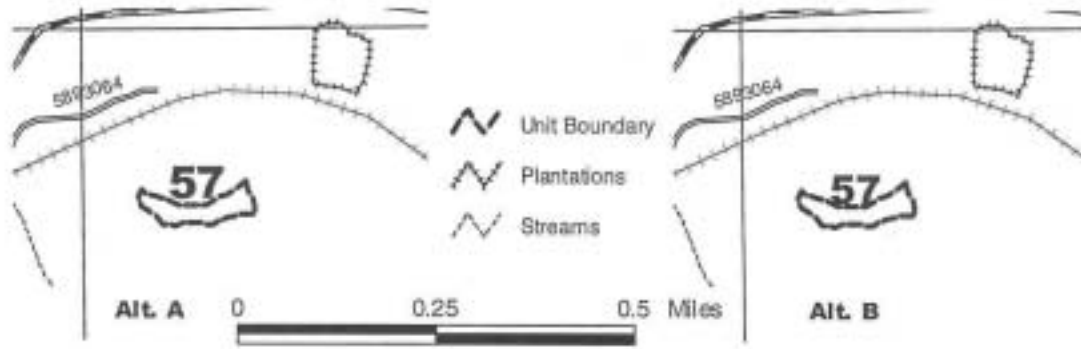 5893064
57
Alt. A
Unit Boundary
Plantations
Streams
0 0.25 0.5 Miles
5893064
57
Alt. B